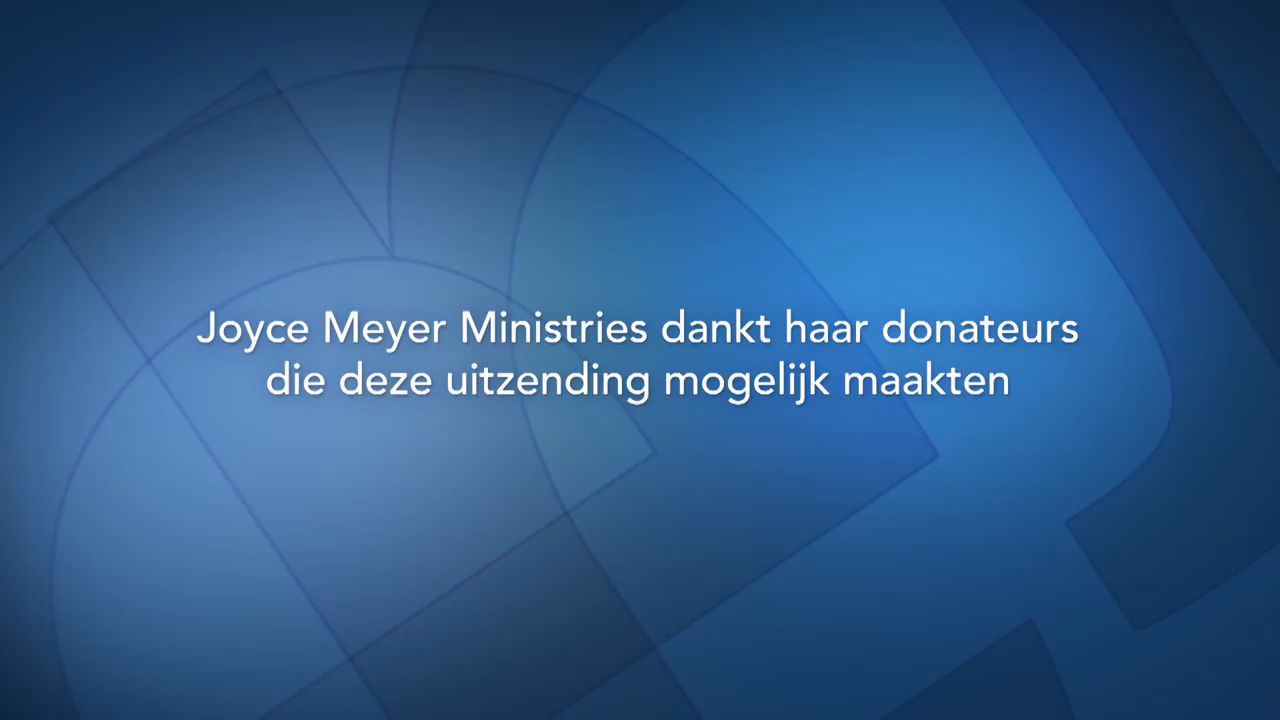 Joyce Meyer Ministries dankt haar donateurs
die deze uitzending mogelijk maakten